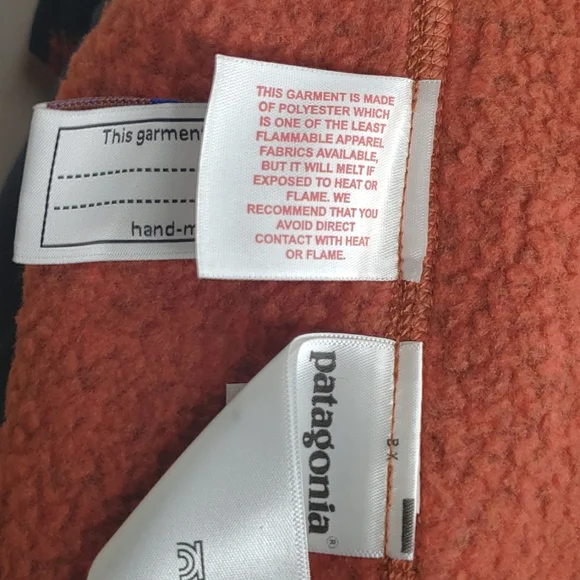 This garmen
hand-m
THIS GARMENT IS MADE
OF POLYESTER WHICH
IS ONE OF THE LEAST
FLAMMABLE APPAREL
FABRICS AVAILABLE,
BUT IT WILL MELT IF
EXPOSED TO HEAT OR
FLAME. WE
RECOMMEND THAT YOU
AVOID DIRECT
CONTACT WITH HEAT
OR FLAME.
patagonia®